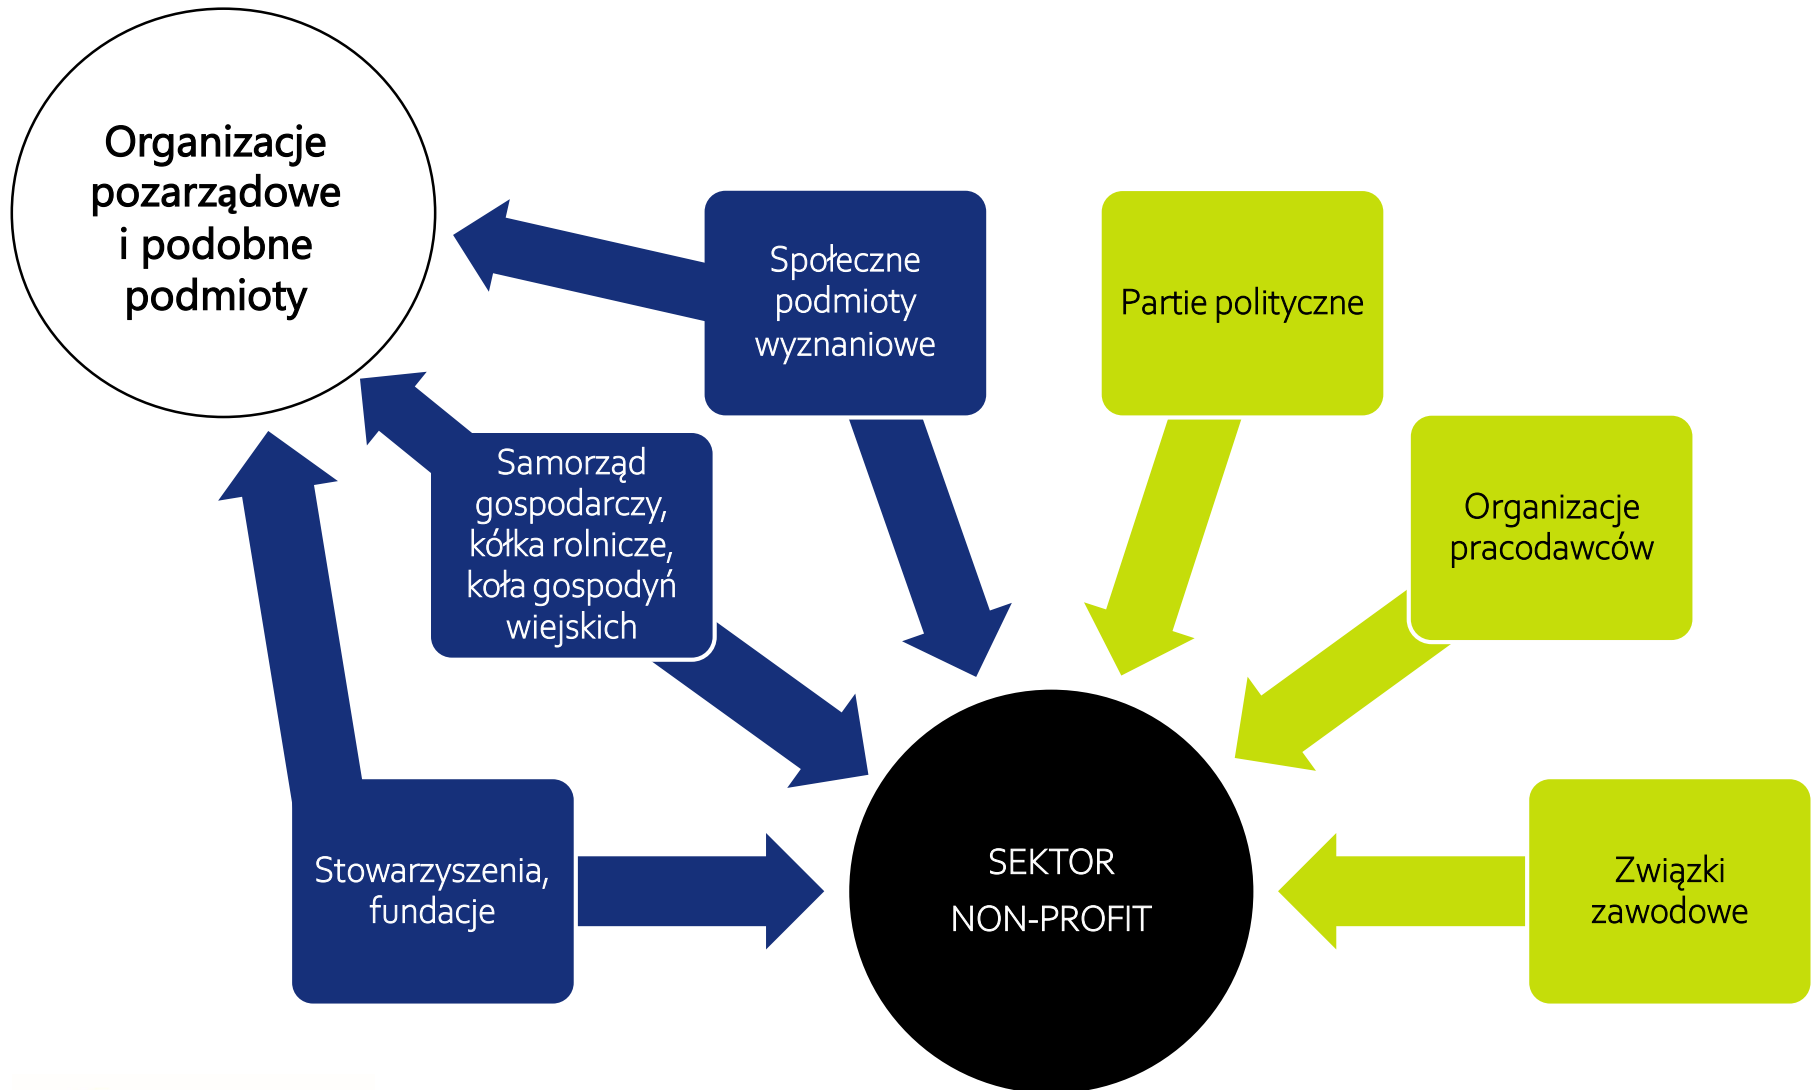 Organizacje
pozarządowe
i podobne
podmioty
Społeczne
podmioty
wyznaniowe
Partie polityczne
Samorząd
gospodarczy,
kółka rolnicze,
koła gospodyń
wiejskich
Organizacje
pracodawców
Stowarzyszenia,
fundacje
SEKTOR
NON-PROFIT
Związki
zawodowe